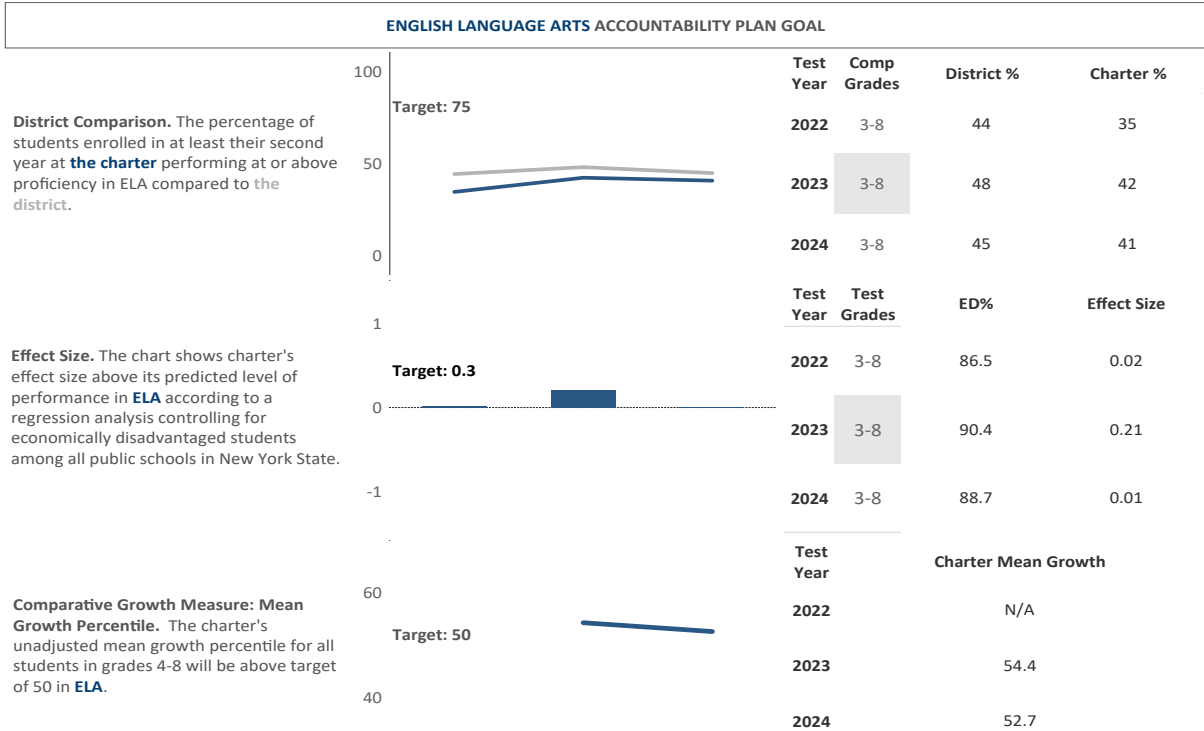 ENGLISH LANGUAGE ARTS ACCOUNTABILITY PLAN GOAL
District Comparison. The percentage of
students enrolled in at least their second
year at the charter performing at or above
proficiency in ELA compared to the
district.
100
Target: 75
50
0
Test Year Comp Grades District % Charter %
2022 3-8 44 35
2023 3-8 48 42
2024 3-8 45 41
Effect Size. The chart shows charter's
effect size above its predicted level of
performance in ELA according to a
regression analysis controlling for
economically disadvantaged students
among all public schools in New York State.
1
Target: 0.3
0
-1
Test Year Test Grades ED% Effect Size
2022 3-8 86.5 0.02
2023 3-8 90.4 0.21
2024 3-8 88.7 0.01
Comparative Growth Measure: Mean
Growth Percentile. The charter's
unadjusted mean growth percentile for all
students in grades 4-8 will be above target
of 50 in ELA.
60
Target: 50
40
Test Year Charter Mean Growth
2022 N/A
2023 54.4
2024 52.7